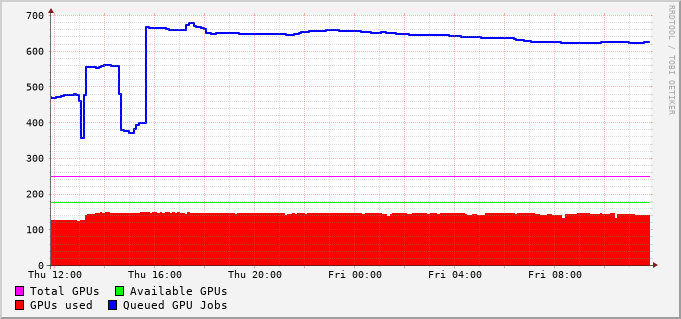 700
600
500
400
300
200
100
0
Thu 12:00 Thu 16:00 Thu 20:00 Fri 00:00 Fri 04:00 Fri 08:00
Total GPUs Available GPUs
GPUs used Queued GPU Jobs
RRDTOOL / TOBI OETIKER